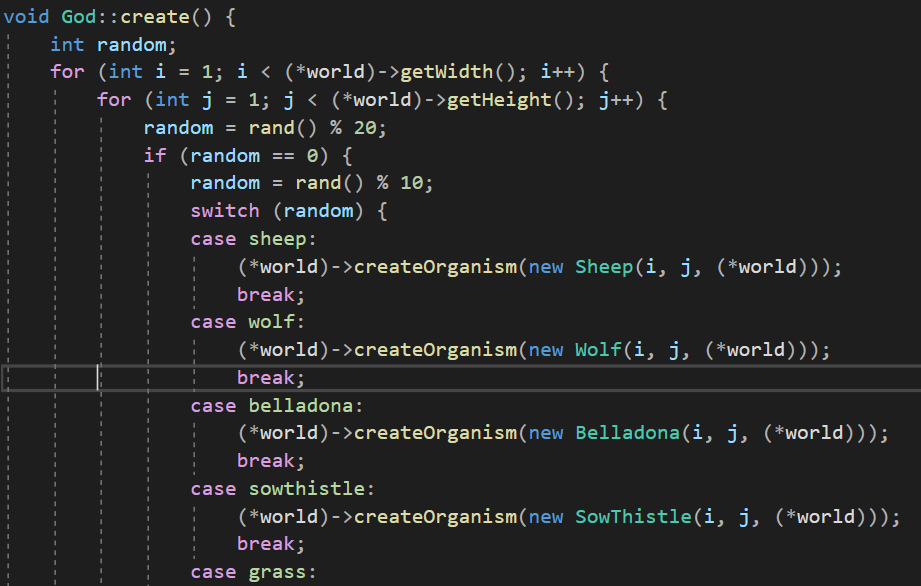 void God::create() {
    int random;
    for (int i = 1; i < (*world)->getWidth(); i++) {
        for (int j = 1; j < (*world)->getHeight(); j++) {
            random = rand() % 20;
            if (random == 0) {
                random = rand() % 10;
                switch (random) {
                case sheep:
                    (*world)->createOrganism(new Sheep(i, j, (*world)));
                    break;
                case wolf:
                    (*world)->createOrganism(new Wolf(i, j, (*world)));
                    break;
                case belladona:
                    (*world)->createOrganism(new Belladona(i, j, (*world)));
                    break;
                case sowthistle:
                    (*world)->createOrganism(new SowThistle(i, j, (*world)));
                    break;
                case grass: